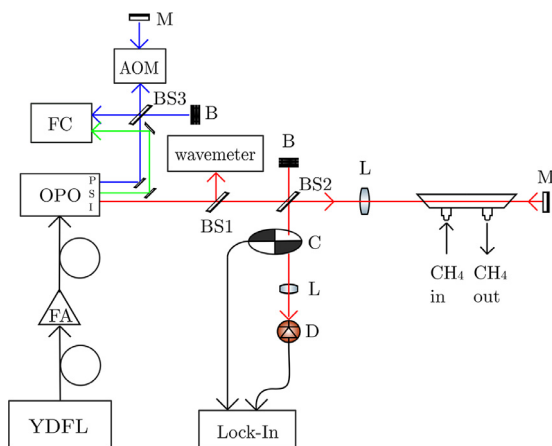 M
AOM
BS3
B
FC
wavemeter
B
BS2
L
M
OPO
P
S
I
BS1
C
CH₄
in
CH₄
out
L
FA
D
YDFL
Lock-In